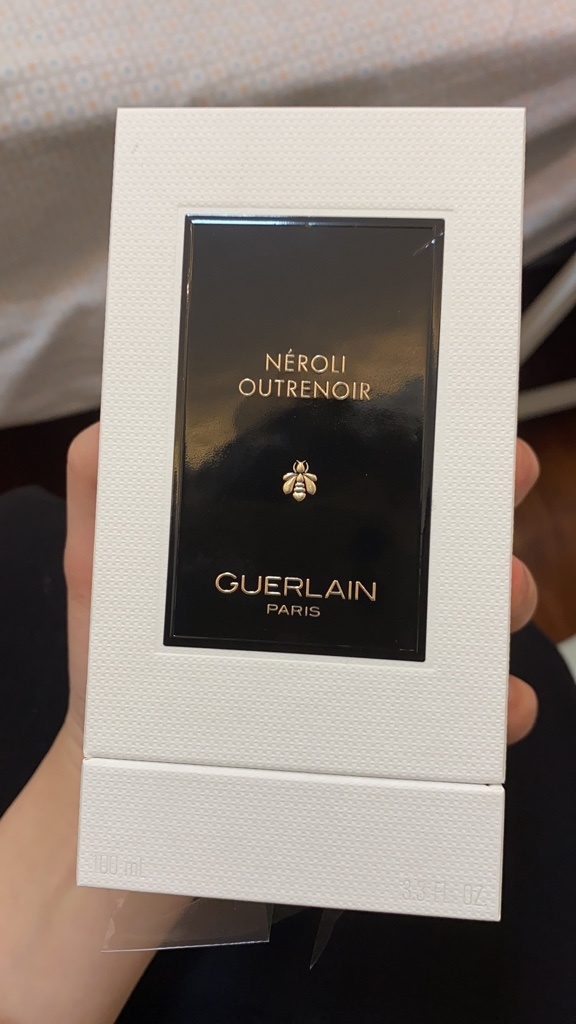 NÉROLI
OUTRENOIR
GUERLAIN
PARIS
100 mL
3.3 FL. OZ.